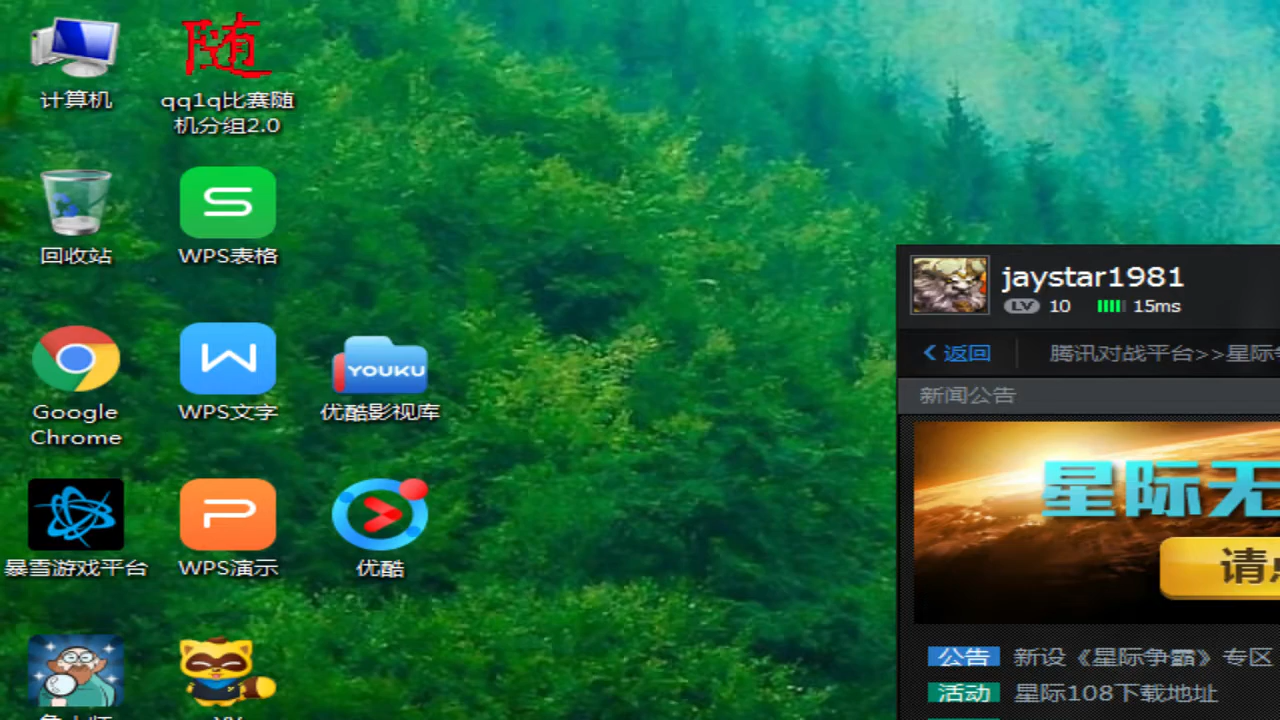 计算机
随
qq1q比赛随
机分组2.0
回收站
WPS表格
Google
Chrome
WPS文字
YOUKU
优酷影视库
暴雪游戏平台
WPS演示
优酷
YY
jaystar1981
LV 10 15ms
返回 腾讯对战平台>>星际
新闻公告
星际无
请
公告 新设《星际争霸》专区
活动 星际108下载地址